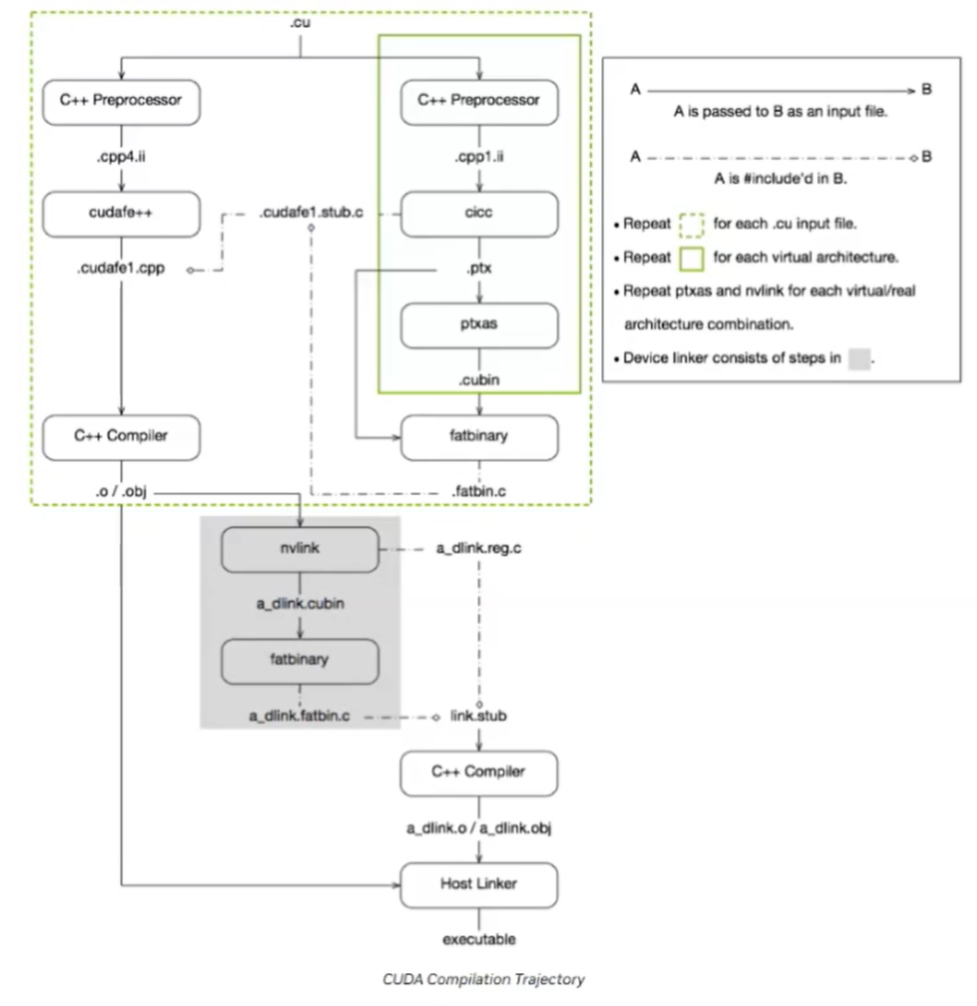 .cu
C++ Preprocessor
C++ Preprocessor
.cpp4.ii
.cpp1.ii
cudafe++
.cudafe1.stub.c
cicc
.cudafe1.cpp
.ptx
ptxas
.cubin
C++ Compiler
fatbinary
.o / .obj
.fatbin.c
nvlink
a_dlink.reg.c
a_dlink.cubin
fatbinary
a_dlink.fatbin.c
link.stub
C++ Compiler
a_dlink.o / a_dlink.obj
Host Linker
executable
A B
A is passed to B as an input file.
A B
A is #include'd in B.
• Repeat for each .cu input file.
• Repeat for each virtual architecture.
• Repeat ptxas and nvlink for each virtual/real
architecture combination.
• Device linker consists of steps in .
CUDA Compilation Trajectory